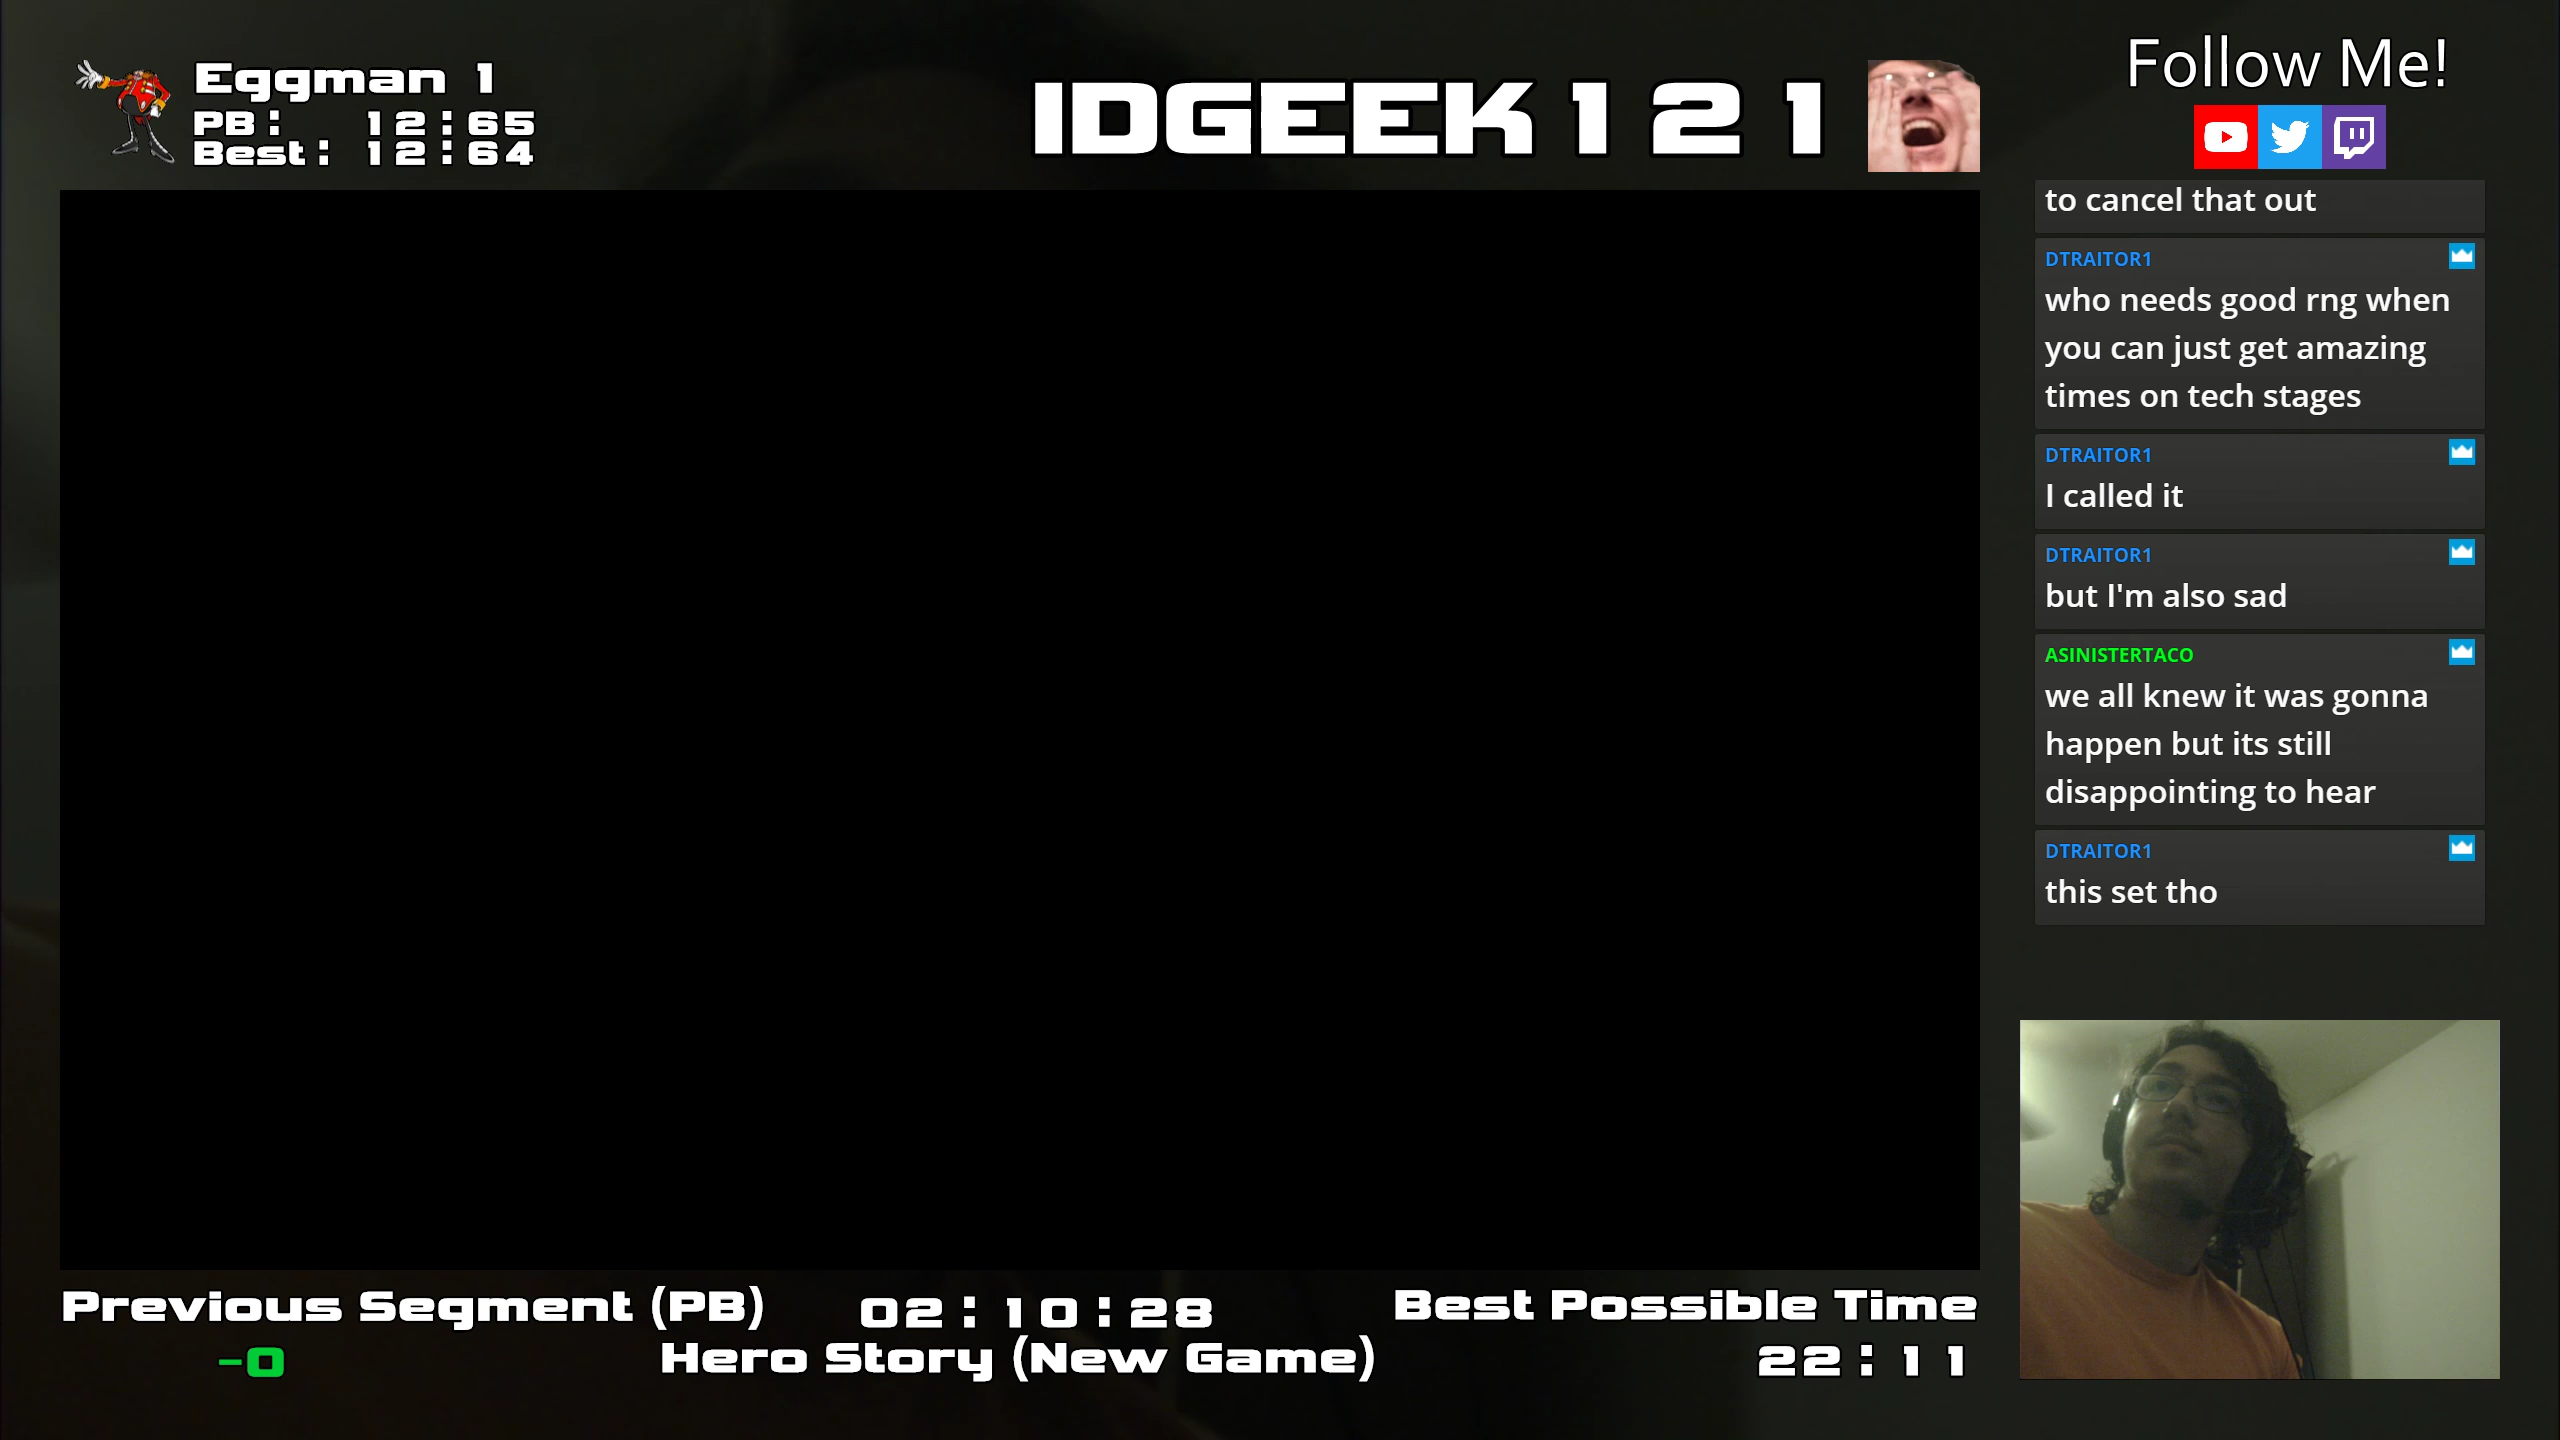 Eggman 1
PB: 12:65
Best: 12:64
IDGEEK121
Follow Me!
to cancel that out
DTRAITOR1
who needs good rng when
you can just get amazing
times on tech stages
DTRAITOR1
I called it
DTRAITOR1
but I'm also sad
ASINISTERTACO
we all knew it was gonna
happen but its still
disappointing to hear
DTRAITOR1
this set tho
Previous Segment (PB)
-0
02:10:28
Hero Story (New Game)
Best Possible Time
22:11